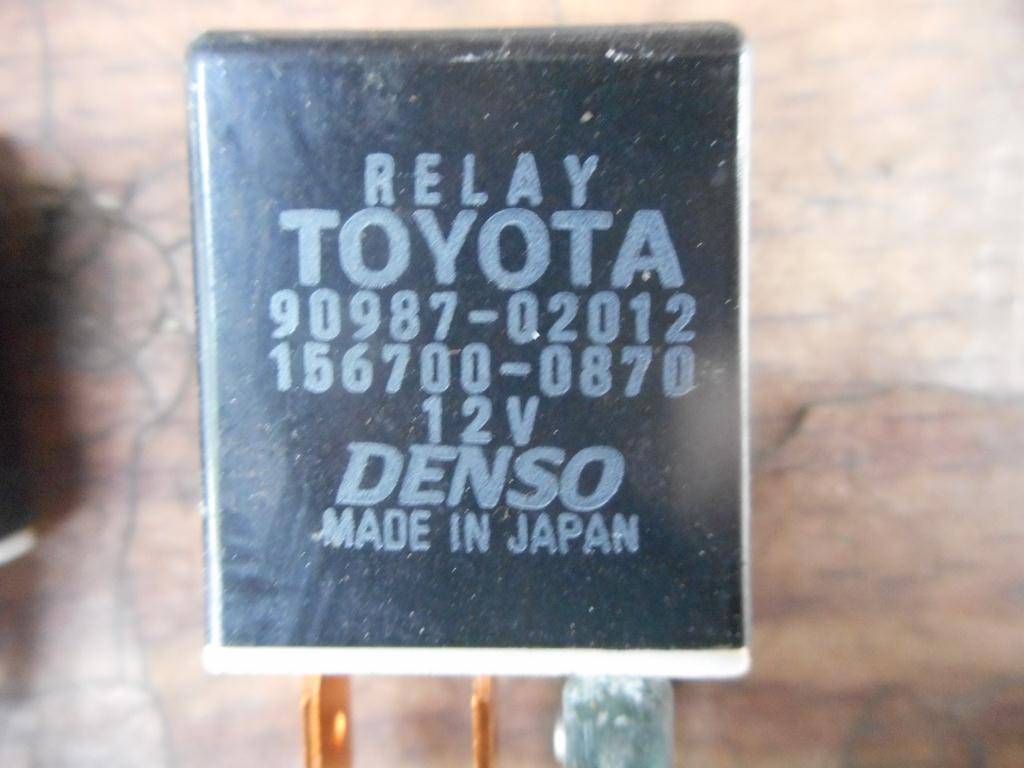 RELAY
TOYOTA
90987-02012
156700-0870
12V
DENSO
MADE IN JAPAN